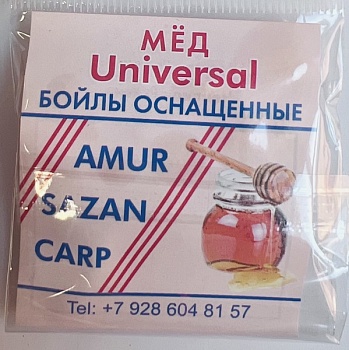 МЁД
Universal
БОЙЛЫ ОСНАЩЕННЫЕ
AMUR
SAZAN
CARP
Tel: +7 928 604 81 57